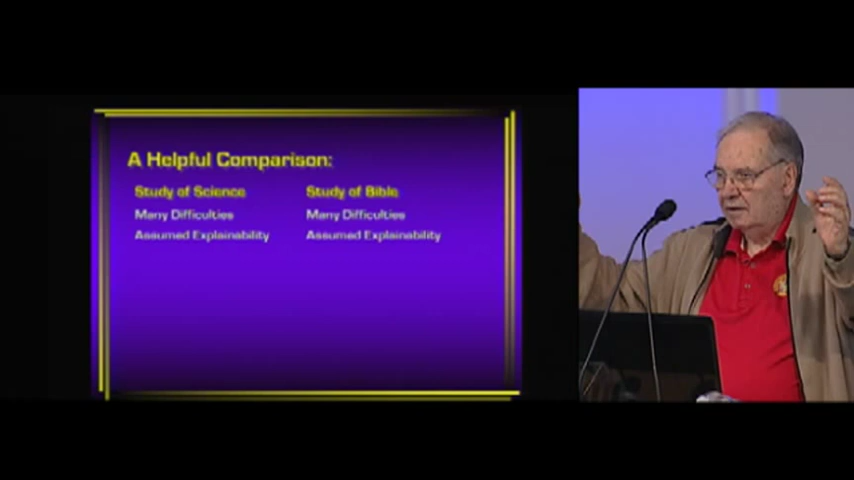 A Helpful Comparison:
Study of Science Study of Bible
Many Difficulties Many Difficulties
Assumed Explainability Assumed Explainability